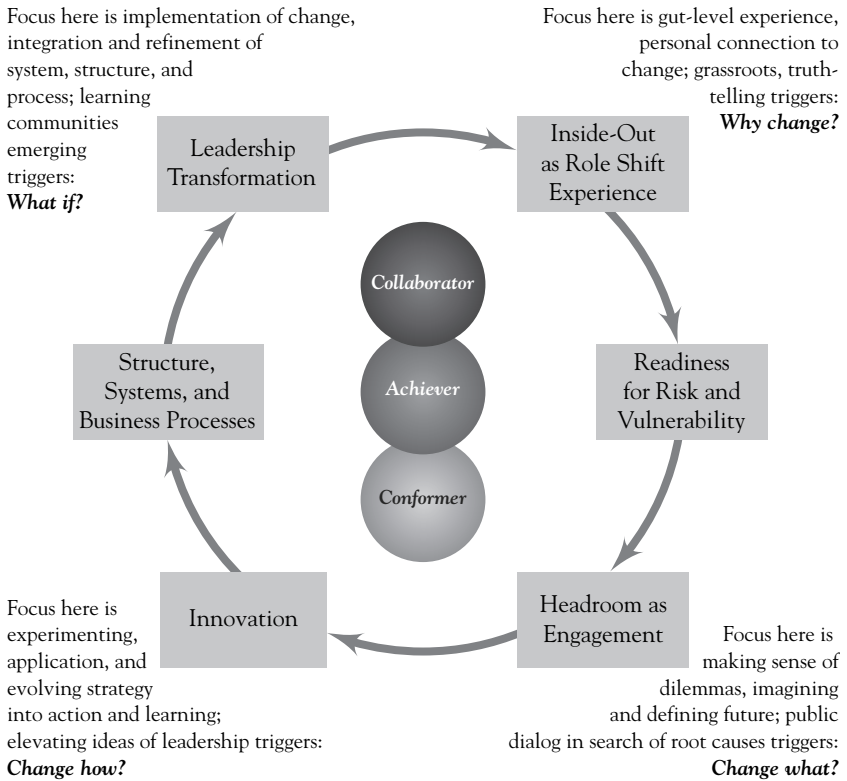 Focus here is implementation of change,
integration and refinement of
system, structure, and
process; learning
communities
emerging
triggers:
What if?
Focus here is gut-level experience,
personal connection to
change; grassroots, truth-
telling triggers:
Why change?
Leadership
Transformation
Inside-Out
as Role Shift
Experience
Collaborator
Achiever
Conformer
Structure,
Systems, and
Business Processes
Readiness
for Risk and
Vulnerability
Innovation
Headroom as
Engagement
Focus here is
experimenting,
application, and
evolving strategy
into action and learning;
elevating ideas of leadership triggers:
Change how?
Focus here is
making sense of
dilemmas, imagining
and defining future; public
dialog in search of root causes triggers:
Change what?